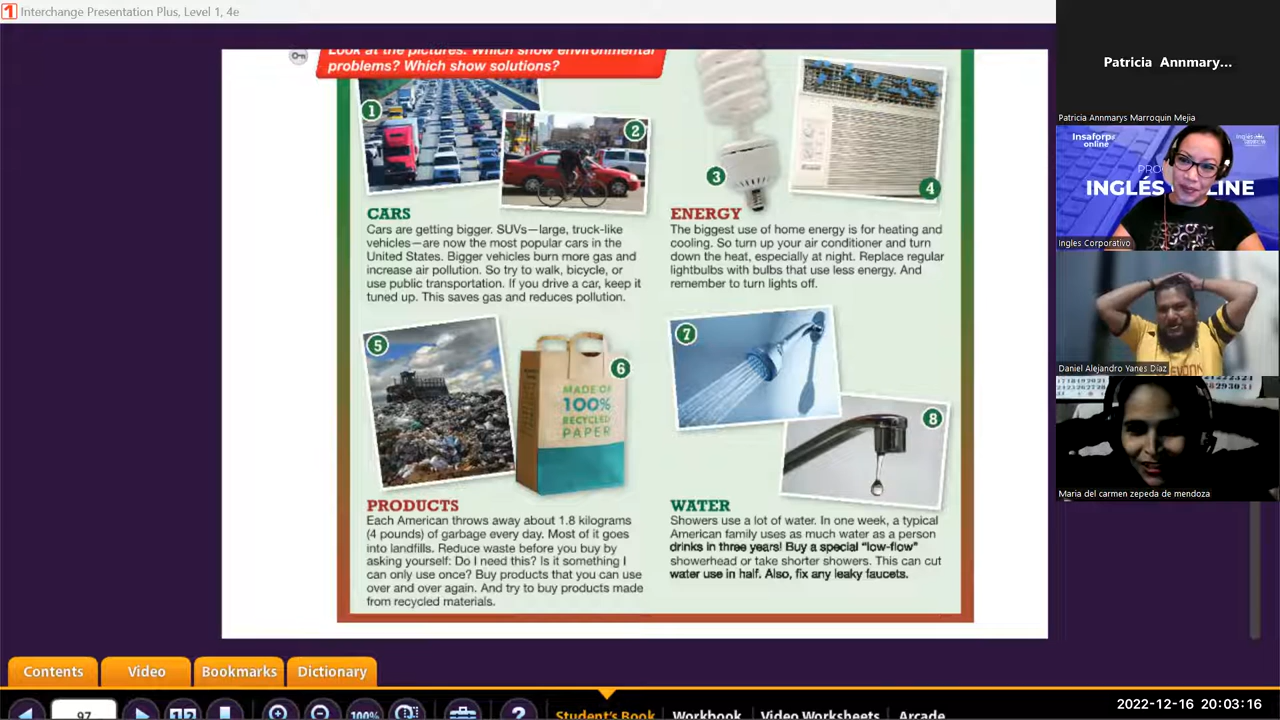 Interchange Presentation Plus, Level 1, 4e
Look at the pictures. Which show environmental
problems? Which show solutions?
1
2
3
4
CARS
Cars are getting bigger. SUVs—large, truck-like
vehicles—are now the most popular cars in the
United States. Bigger vehicles burn more gas and
increase air pollution. So try to walk, bicycle, or
use public transportation. If you drive a car, keep it
tuned up. This saves gas and reduces pollution.
ENERGY
The biggest use of home energy is for heating and
cooling. So turn up your air conditioner and turn
down the heat, especially at night. Replace regular
lightbulbs with bulbs that use less energy. And
remember to turn lights off.
5
6
MADE OF
100%
RECYCLED
PAPER
7
8
PRODUCTS
Each American throws away about 1.8 kilograms
(4 pounds) of garbage every day. Most of it goes
into landfills. Reduce waste before you buy by
asking yourself: Do I need this? Is it something I
can only use once? Buy products that you can use
over and over again. And try to buy products made
from recycled materials.
WATER
Showers use a lot of water. In one week, a typical
American family uses as much water as a person
drinks in three years! Buy a special “low-flow”
showerhead or take shorter showers. This can cut
water use in half. Also, fix any leaky faucets.
Patricia Annmary...
Patricia Annmarys Marroquin Mejia
Insaforp
online
INGLÉS ONLINE
Ingles Corporativo
Daniel Alejandro Yanes Diaz
Maria del carmen zepeda de mendoza
Contents
Video
Bookmarks
Dictionary
97
100%
?
Student's Book
Workbook
Video Worksheets
Arcade
2022-12-16 20:03:16